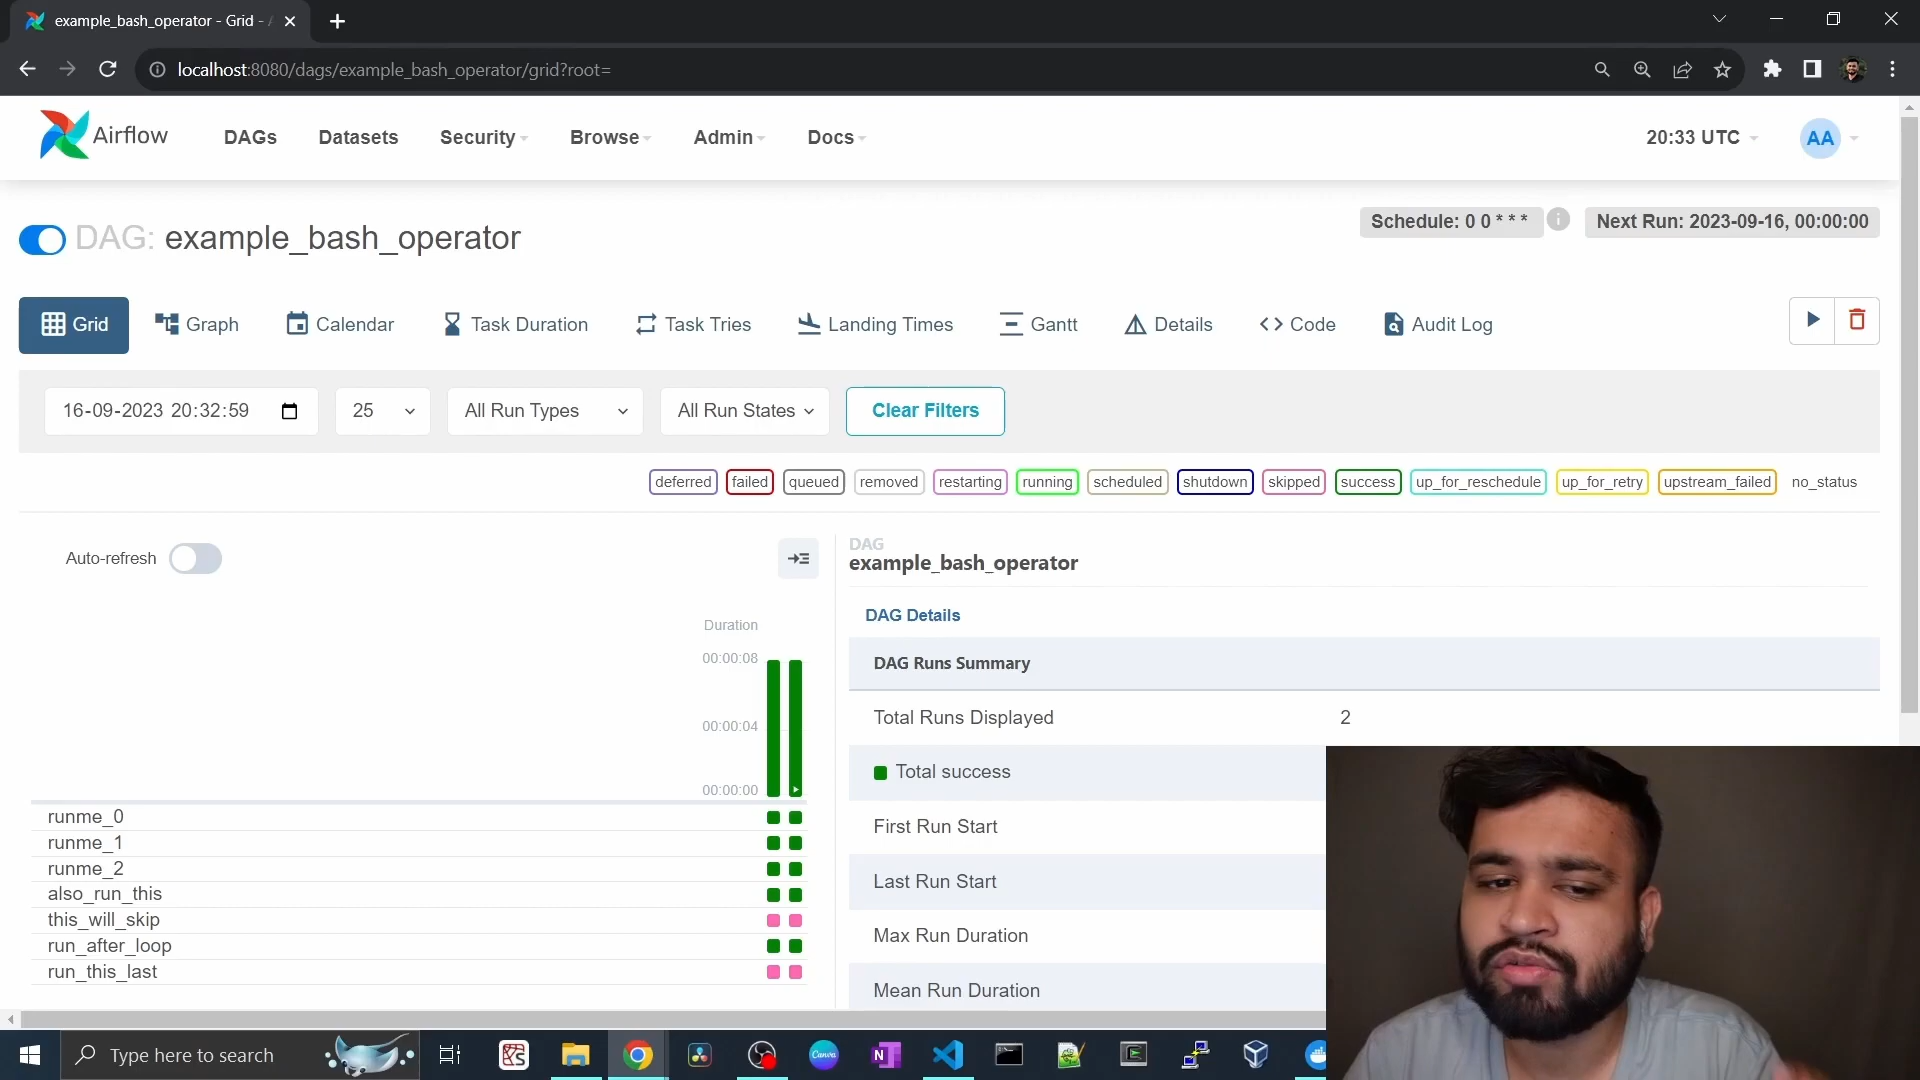 example_bash_operator - Grid -
localhost:8080/dags/example_bash_operator/grid?root=
Airflow
DAGs
Datasets
Security
Browse
Admin
Docs
20:33 UTC
AA
DAG: example_bash_operator
Schedule: 0 0 * * *
i
Next Run: 2023-09-16, 00:00:00
Grid
Graph
Calendar
Task Duration
Task Tries
Landing Times
Gantt
Details
Code
Audit Log
16-09-2023 20:32:59
25
All Run Types
All Run States
Clear Filters
deferred
failed
queued
removed
restarting
running
scheduled
shutdown
skipped
success
up_for_reschedule
up_for_retry
upstream_failed
no_status
Auto-refresh
DAG
example_bash_operator
DAG Details
Duration
00:00:08
00:00:04
00:00:00
DAG Runs Summary
Total Runs Displayed
2
Total success
First Run Start
Last Run Start
Max Run Duration
Mean Run Duration
runme_0
runme_1
runme_2
also_run_this
this_will_skip
run_after_loop
run_this_last
Type here to search
Canva
N